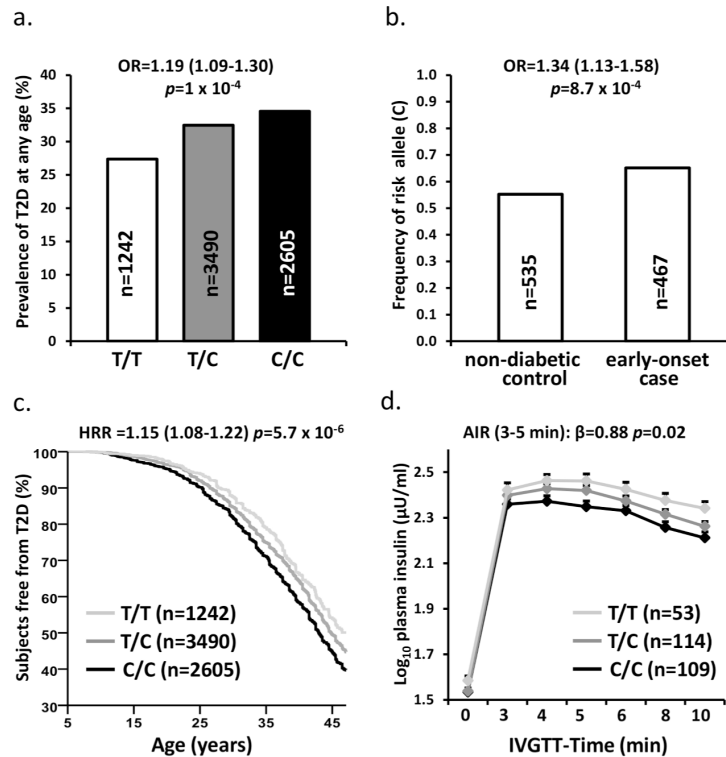 a.
OR=1.19 (1.09-1.30)
p=1 x 10⁻⁴
Prevalence of T2D at any age (%)
40
35
30
25
20
15
10
5
0
n=1242
n=3490
n=2605
T/T T/C C/C
b.
OR=1.34 (1.13-1.58)
p=8.7 x 10⁻⁴
Frequency of risk allele (C)
1.0
0.9
0.8
0.7
0.6
0.5
0.4
0.3
0.2
0.1
0.0
n=535
n=467
non-diabetic early-onset
control case
c.
HRR =1.15 (1.08-1.22) p=5.7 x 10⁻⁶
Subjects free from T2D (%)
100
90
80
70
60
50
40
30
T/T (n=1242)
T/C (n=3490)
C/C (n=2605)
5 15 25 35 45
Age (years)
d.
AIR (3-5 min): β=0.88 p=0.02
Log₁₀ plasma insulin (µU/ml)
2.5
2.3
2.1
1.9
1.7
1.5
T/T (n=53)
T/C (n=114)
C/C (n=109)
0 3 4 5 6 8 10
IVGTT-Time (min)